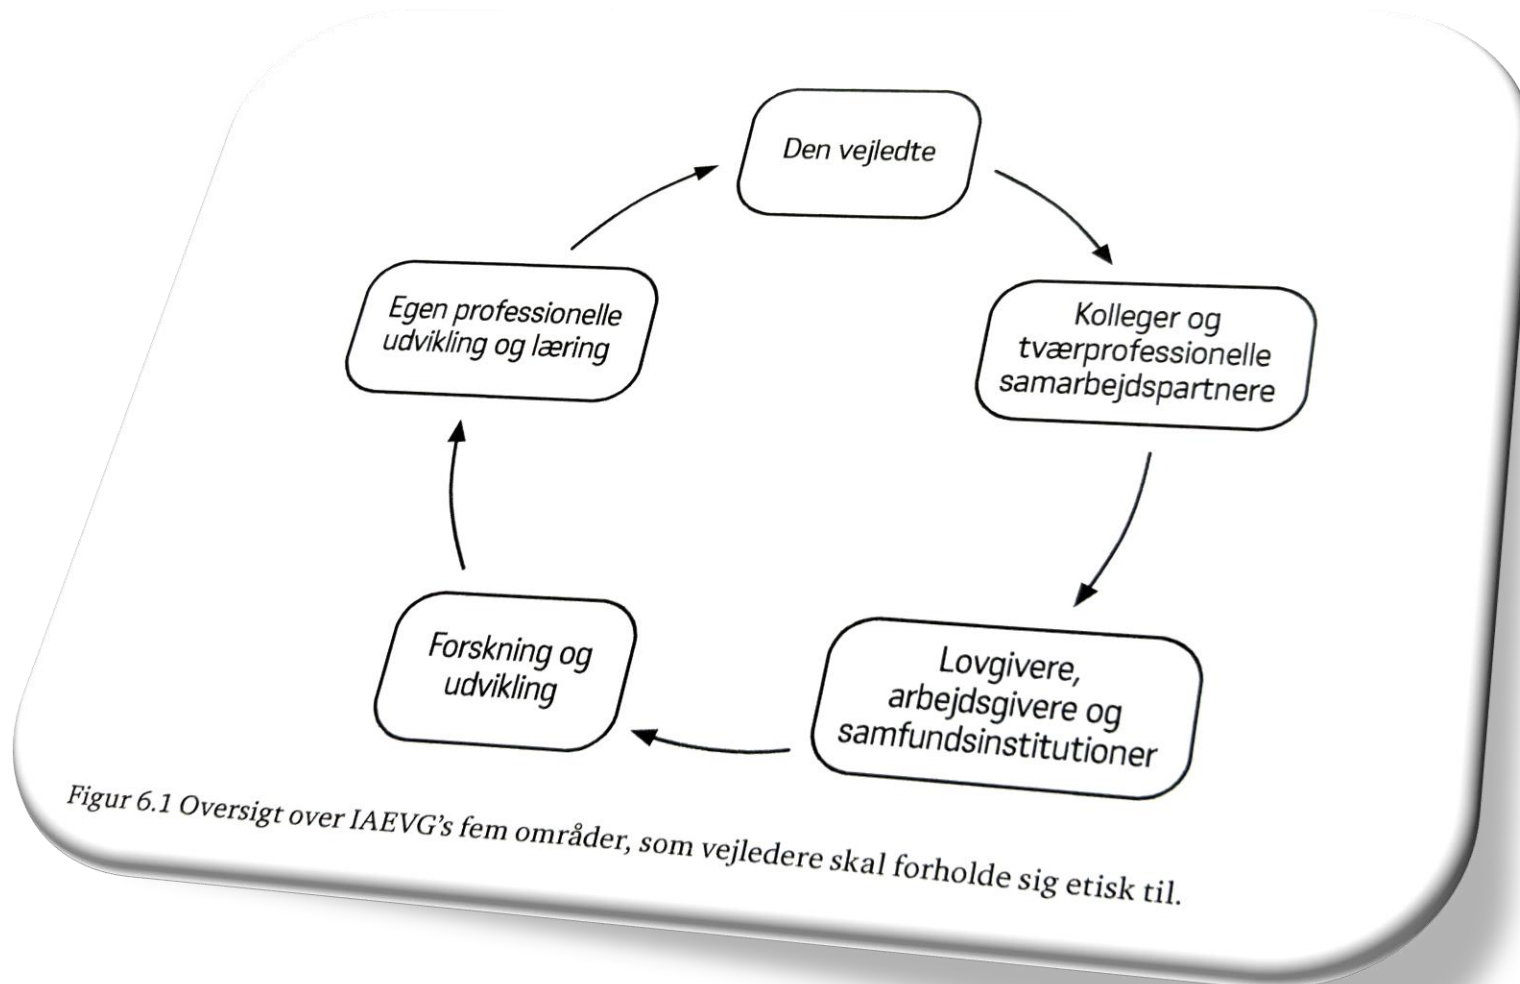 Den vejledte
Kolleger og
tværprofessionelle
samarbejdspartnere
Lovgivere,
arbejdsgivere og
samfundsinstitutioner
Forskning og
udvikling
Egen professionelle
udvikling og læring
Figur 6.1 Oversigt over IAEVG's fem områder, som vejledere skal forholde sig etisk til.